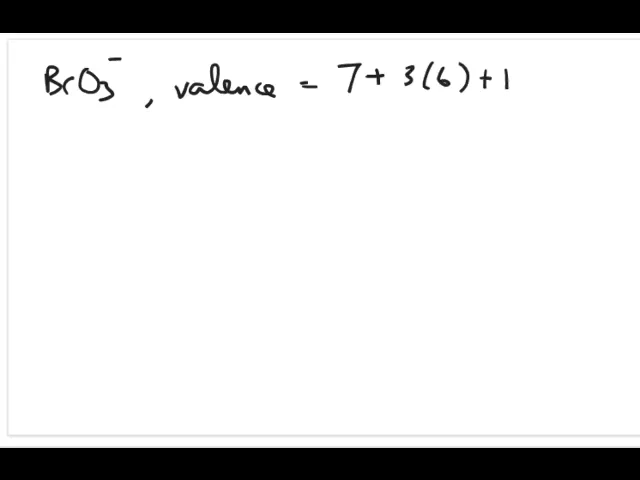 BrO₃⁻, valence = 7+ 3(6) + 1